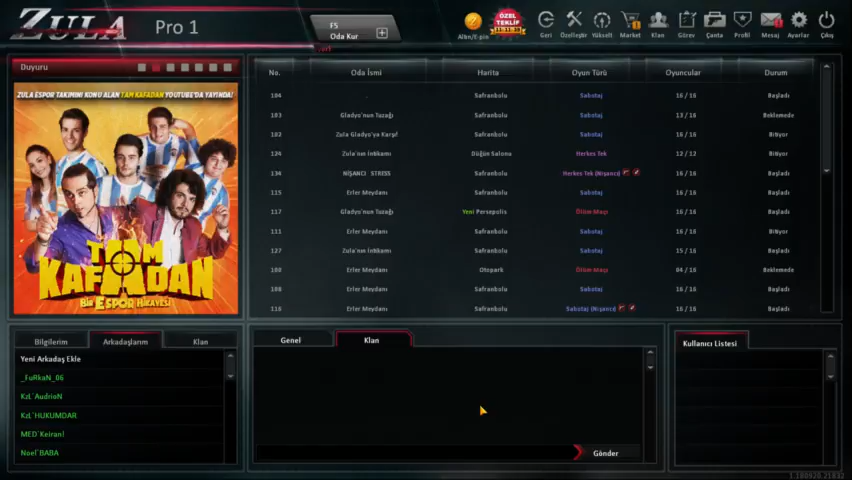 ZULA
Pro 1
F5
Oda Kur
Altın/E-pin
ÖZEL
TEKLİF
Geri
Özelleştir
Yükselt
Market
Klan
Görev
Çanta
Profil
Mesaj
Ayarlar
Çıkış
Duyuru
ZULA ESPOR TAKIMINI KONU ALAN TAM KAFADAN YOUTUBE'DA YAYINDA!
TAM
KAFADAN
BİR ESPOR HİKAYESİ
No. Oda İsmi Harita Oyun Türü Oyuncular Durum
104 . Safranbolu Sabotaj 16 / 16 Başladı
103 Gladyo'nun Tuzağı Safranbolu Sabotaj 13 / 16 Beklemede
102 Zula Gladyo'ya Karşı! Safranbolu Sabotaj 16 / 16 Bitiyor
124 Zula'nın İntikamı Düğün Salonu Herkes Tek 12 / 12 Bitiyor
134 NİŞANCI STRESS Safranbolu Herkes Tek (Nişancı) 16 / 16 Başladı
115 Erler Meydanı Safranbolu Sabotaj 16 / 16 Başladı
117 Gladyo'nun Tuzağı Yeni Persepolis Ölüm Maçı 16 / 16 Başladı
111 Erler Meydanı Safranbolu Sabotaj 16 / 16 Bitiyor
127 Zula'nın İntikamı Safranbolu Sabotaj 15 / 16 Başladı
Erler Meydanı Otopark Ölüm Maçı 04 / 16 Beklemede
Erler Meydanı Safranbolu Sabotaj 16 / 16 Başladı
Erler Meydanı Safranbolu Sabotaj (Nişancı) 16 / 16 Başladı
Bilgilerim Arkadaşlarım Klan
Yeni Arkadaş Ekle
_FuRkaN_06
KzL`AudrioN
KzL`HUKUMDAR
MED`Keiran!
Noel`BABA
Genel Klan
Gönder
Kullanıcı Listesi